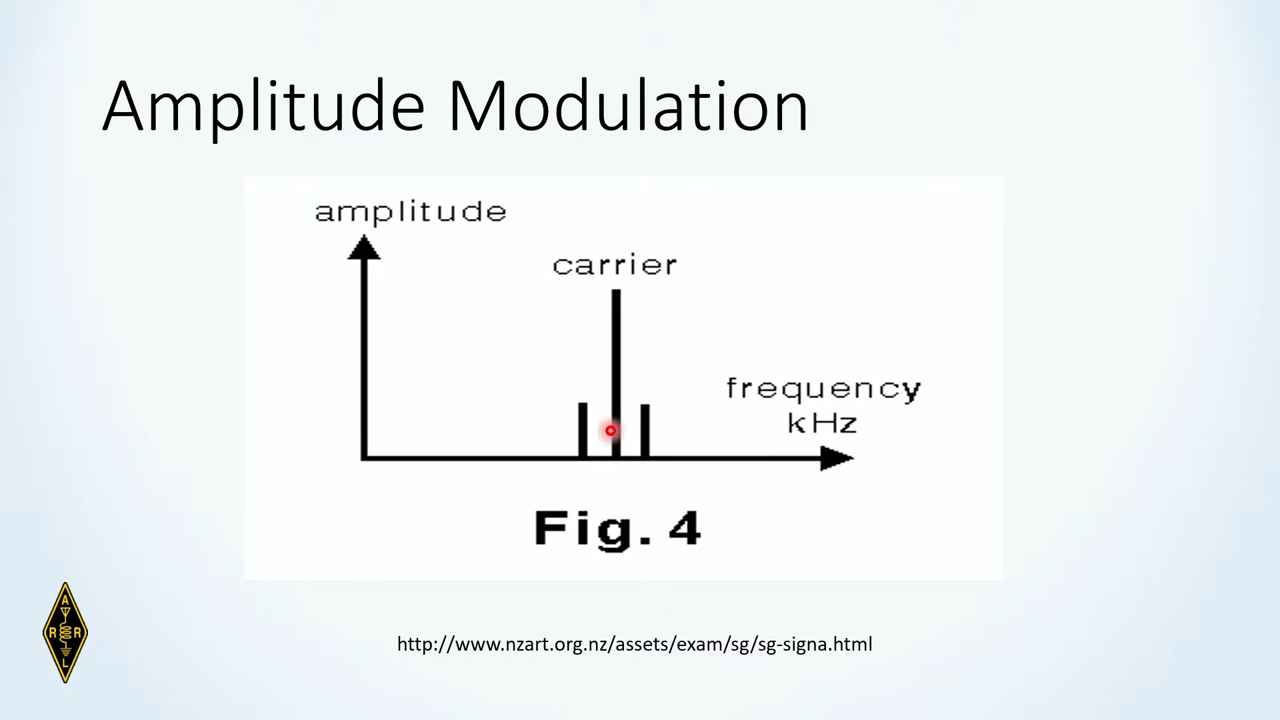 Amplitude Modulation
amplitude
carrier
frequency
kHz
Fig. 4
A
R R
L
http://www.nzart.org.nz/assets/exam/sg/sg-signa.html